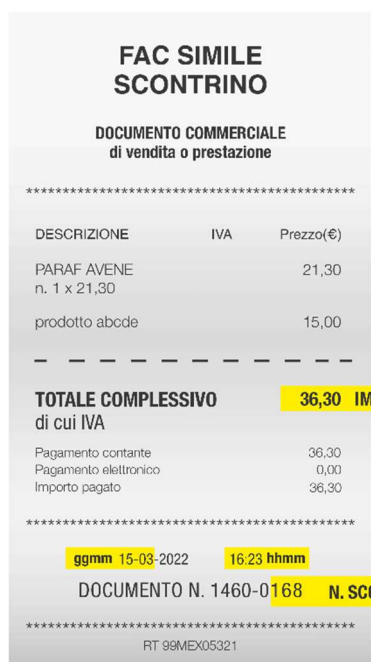 FAC SIMILE
SCONTRINO
DOCUMENTO COMMERCIALE
di vendita o prestazione
*********************************************
DESCRIZIONE IVA Prezzo(€)
PARAF AVENE 21,30
n. 1 x 21,30
prodotto abcde 15,00
— — — — — — — — — — — —
TOTALE COMPLESSIVO 36,30 IM
di cui IVA
Pagamento contante 36,30
Pagamento elettronico 0,00
Importo pagato 36,30
*********************************************
ggmm 15-03-2022 16:23 hhmm
DOCUMENTO N. 1460-0168 N. SCO
*********************************************
RT 99MEX05321